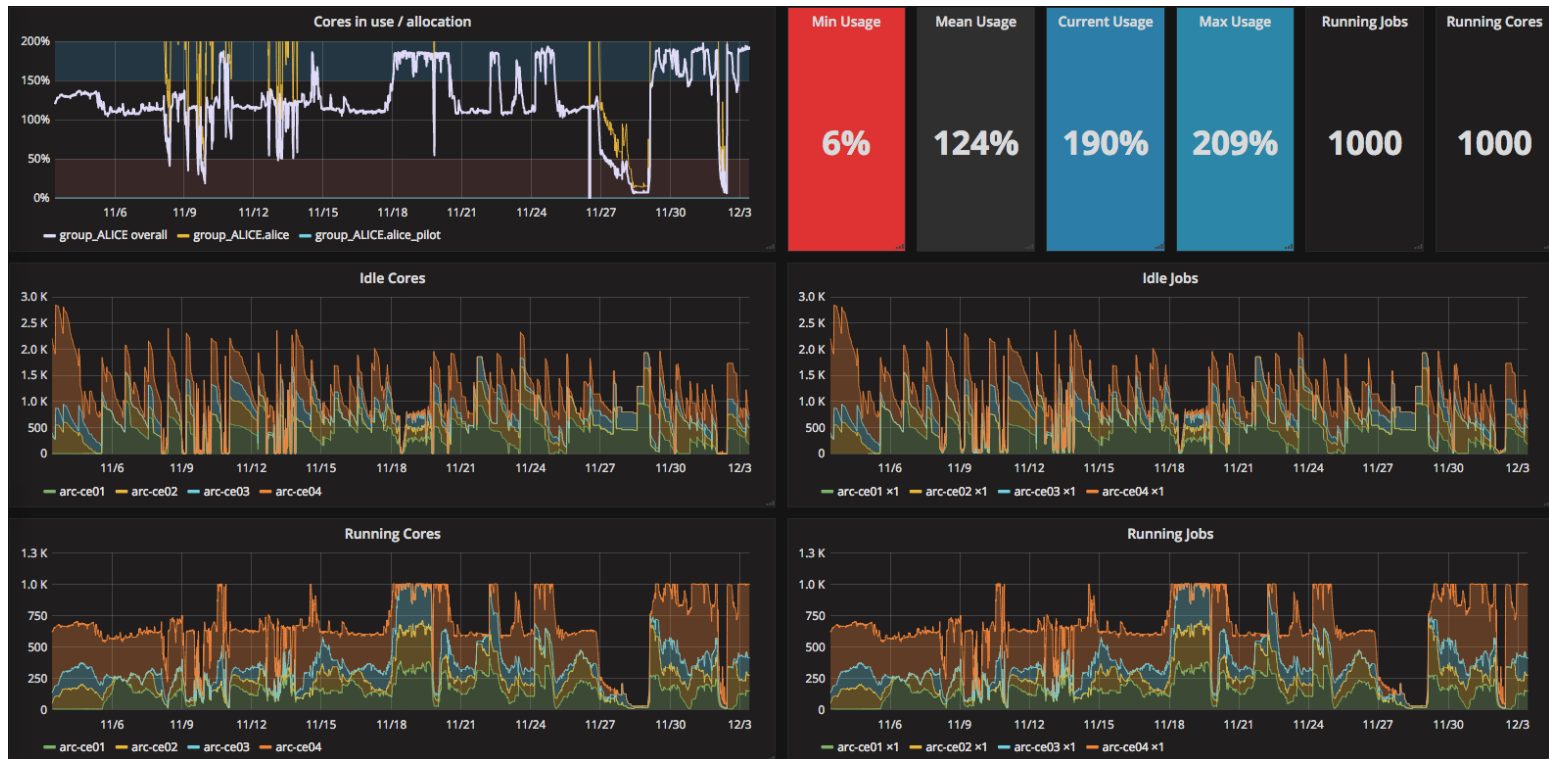 Cores in use / allocation
200%
150%
100%
50%
0%
11/6 11/9 11/12 11/15 11/18 11/21 11/24 11/27 11/30 12/3
group_ALICE overall group_ALICE.alice group_ALICE.alice_pilot
Min Usage
6%
Mean Usage
124%
Current Usage
190%
Max Usage
209%
Running Jobs
1000
Running Cores
1000
Idle Cores
3.0 K
2.5 K
2.0 K
1.5 K
1.0 K
500
0
11/6 11/9 11/12 11/15 11/18 11/21 11/24 11/27 11/30 12/3
arc-ce01 arc-ce02 arc-ce03 arc-ce04
Idle Jobs
3.0 K
2.5 K
2.0 K
1.5 K
1.0 K
500
0
11/6 11/9 11/12 11/15 11/18 11/21 11/24 11/27 11/30 12/3
arc-ce01 ×1 arc-ce02 ×1 arc-ce03 ×1 arc-ce04 ×1
Running Cores
1.3 K
1.0 K
750
500
250
0
11/6 11/9 11/12 11/15 11/18 11/21 11/24 11/27 11/30 12/3
arc-ce01 arc-ce02 arc-ce03 arc-ce04
Running Jobs
1.3 K
1.0 K
750
500
250
0
11/6 11/9 11/12 11/15 11/18 11/21 11/24 11/27 11/30 12/3
arc-ce01 ×1 arc-ce02 ×1 arc-ce03 ×1 arc-ce04 ×1